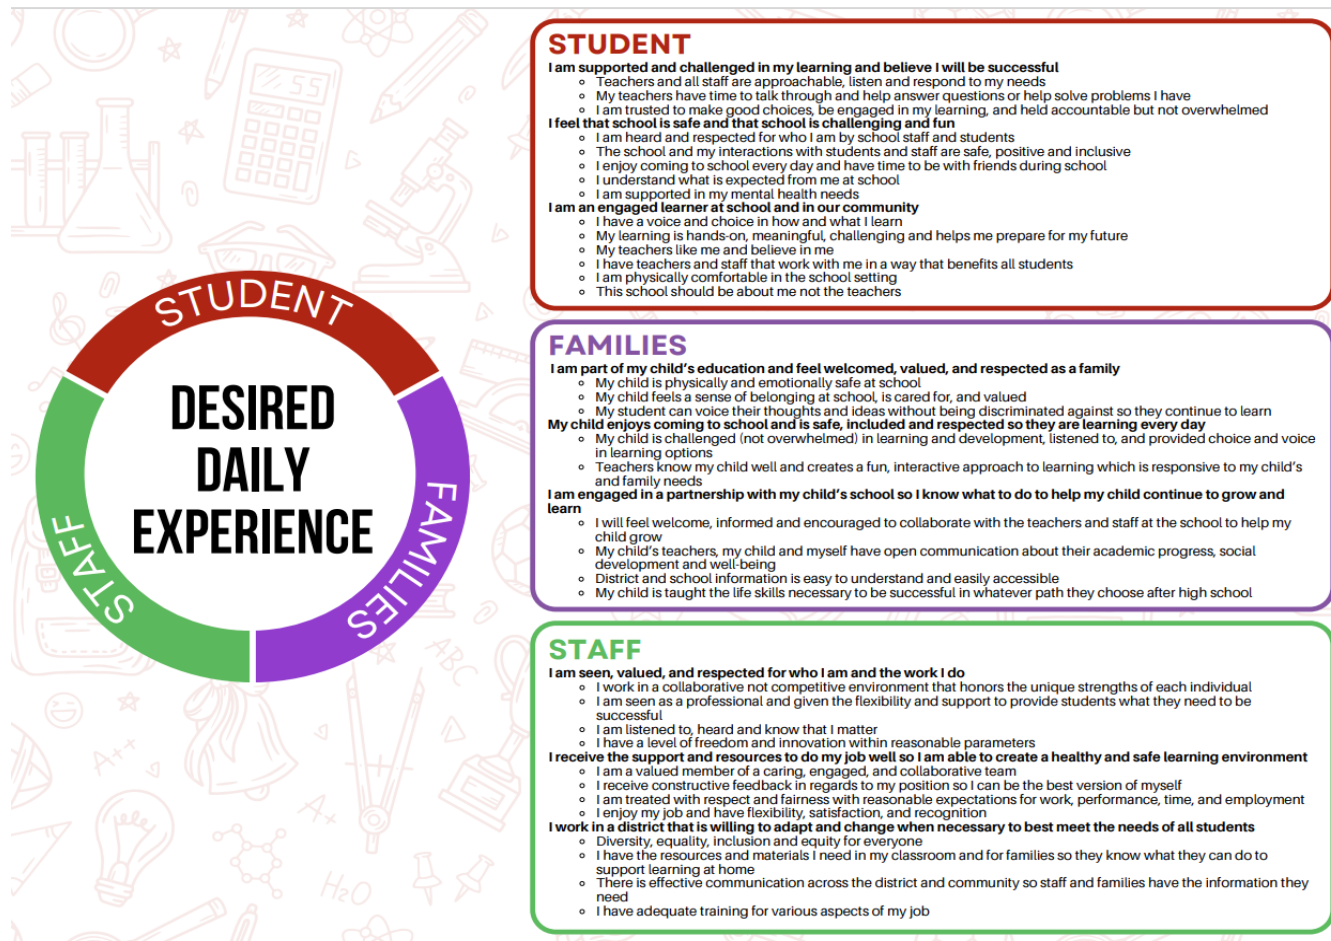 STUDENT
FAMILIES
STAFF
DESIRED
DAILY
EXPERIENCE
STUDENT
I am supported and challenged in my learning and believe I will be successful
Teachers and all staff are approachable, listen and respond to my needs
My teachers have time to talk through and help answer questions or help solve problems I have
I am trusted to make good choices, be engaged in my learning, and held accountable but not overwhelmed
I feel that school is safe and that school is challenging and fun
I am heard and respected for who I am by school staff and students
The school and my interactions with students and staff are safe, positive and inclusive
I enjoy coming to school every day and have time to be with friends during school
I understand what is expected from me at school
I am supported in my mental health needs
I am an engaged learner at school and in our community
I have a voice and choice in how and what I learn
My learning is hands-on, meaningful, challenging and helps me prepare for my future
My teachers like me and believe in me
I have teachers and staff that work with me in a way that benefits all students
I am physically comfortable in the school setting
This school should be about me not the teachers
FAMILIES
I am part of my child's education and feel welcomed, valued, and respected as a family
My child is physically and emotionally safe at school
My child feels a sense of belonging at school, is cared for, and valued
My student can voice their thoughts and ideas without being discriminated against so they continue to learn
My child enjoys coming to school and is safe, included and respected so they are learning every day
My child is challenged (not overwhelmed) in learning and development, listened to, and provided choice and voice
in learning options
Teachers know my child well and creates a fun, interactive approach to learning which is responsive to my child's
and family needs
I am engaged in a partnership with my child's school so I know what to do to help my child continue to grow and
learn
I will feel welcome, informed and encouraged to collaborate with the teachers and staff at the school to help my
child grow
My child's teachers, my child and myself have open communication about their academic progress, social
development and well-being
District and school information is easy to understand and easily accessible
My child is taught the life skills necessary to be successful in whatever path they choose after high school
STAFF
I am seen, valued, and respected for who I am and the work I do
I work in a collaborative not competitive environment that honors the unique strengths of each individual
I am seen as a professional and given the flexibility and support to provide students what they need to be
successful
I am listened to, heard and know that I matter
I have a level of freedom and innovation within reasonable parameters
I receive the support and resources to do my job well so I am able to create a healthy and safe learning environment
I am a valued member of a caring, engaged, and collaborative team
I receive constructive feedback in regards to my position so I can be the best version of myself
I am treated with respect and fairness with reasonable expectations for work, performance, time, and employment
I enjoy my job and have flexibility, satisfaction, and recognition
I work in a district that is willing to adapt and change when necessary to best meet the needs of all students
Diversity, equality, inclusion and equity for everyone
I have the resources and materials I need in my classroom and for families so they know what they can do to
support learning at home
There is effective communication across the district and community so staff and families have the information they
need
I have adequate training for various aspects of my job
55
ABC
A++
A+
H₂O